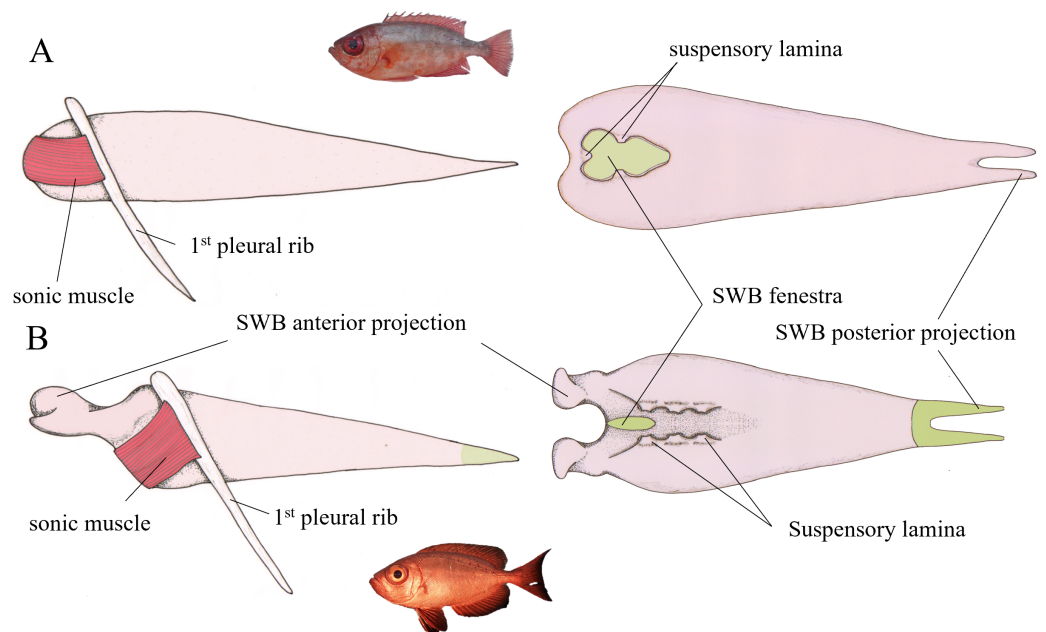 A
suspensory lamina
1st pleural rib
sonic muscle
SWB fenestra
SWB anterior projection
SWB posterior projection
B
sonic muscle
1st pleural rib
Suspensory lamina